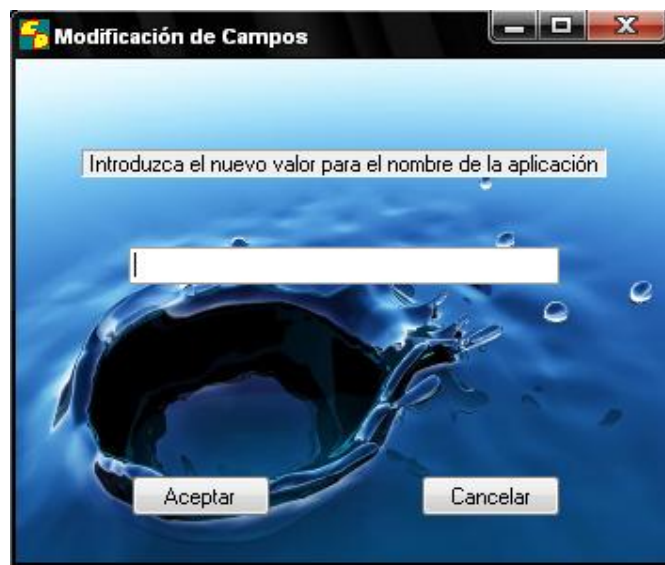 Modificación de Campos
Introduzca el nuevo valor para el nombre de la aplicación
Aceptar
Cancelar